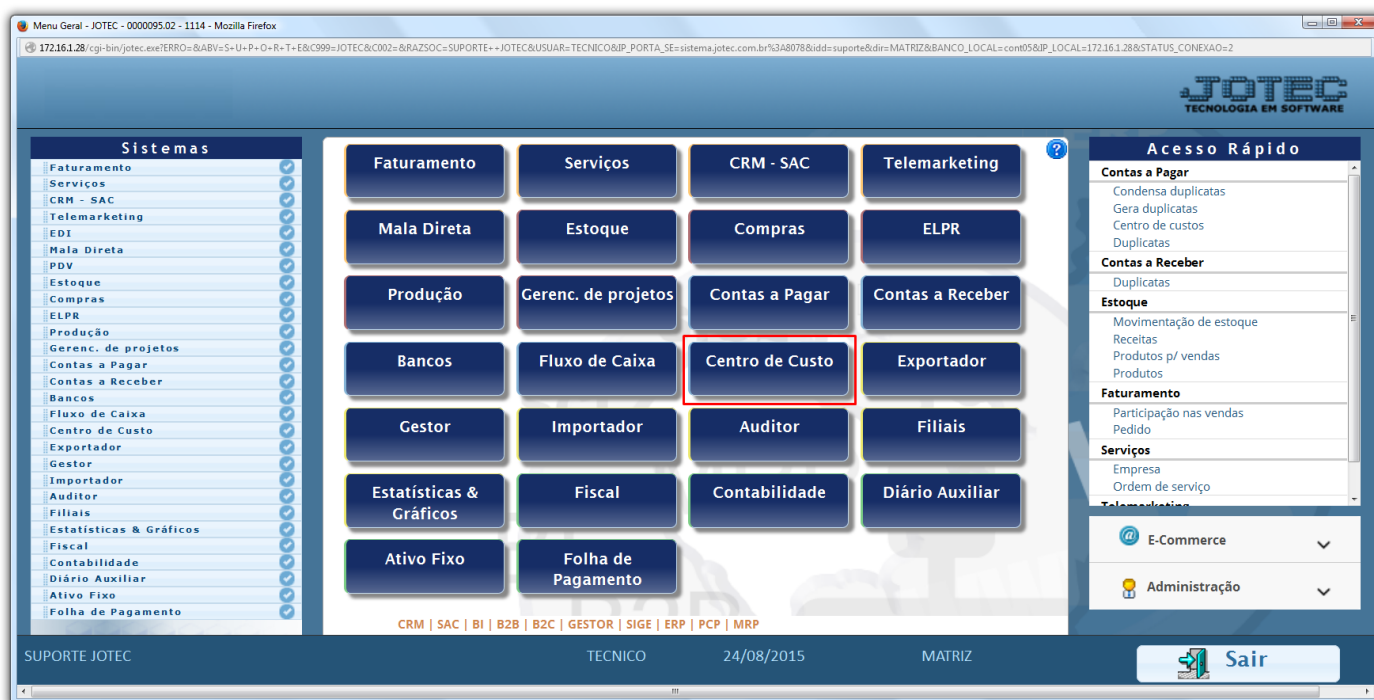 Menu Geral - JOTEC - 0000095.02 - 1114 - Mozilla Firefox
172.16.1.28/cgi-bin/jotec.exe?ERRO=&ABV=S+U+P+O+R+T+E&C999=JOTEC&C002=&RAZSOC=SUPORTE++JOTEC&USUAR=TECNICO&IP_PORTA_SE=sistema.jotec.com.br%3A8078&idd=suporte&dir=MATRIZ&BANCO_LOCAL=cont05&IP_LOCAL=172.16.1.28&STATUS_CONEXAO=2
JOTEC
TECNOLOGIA EM SOFTWARE
Sistemas
Faturamento
Serviços
CRM - SAC
Telemarketing
EDI
Mala Direta
PDV
Estoque
Compras
ELPR
Produção
Gerenc. de projetos
Contas a Pagar
Contas a Receber
Bancos
Fluxo de Caixa
Centro de Custo
Exportador
Gestor
Importador
Auditor
Filiais
Estatísticas & Gráficos
Fiscal
Contabilidade
Diário Auxiliar
Ativo Fixo
Folha de Pagamento
Faturamento Serviços CRM - SAC Telemarketing
Mala Direta Estoque Compras ELPR
Produção Gerenc. de projetos Contas a Pagar Contas a Receber
Bancos Fluxo de Caixa Centro de Custo Exportador
Gestor Importador Auditor Filiais
Estatísticas & Gráficos Fiscal Contabilidade Diário Auxiliar
Ativo Fixo Folha de Pagamento
CRM | SAC | BI | B2B | B2C | GESTOR | SIGE | ERP | PCP | MRP
Acesso Rápido
Contas a Pagar
Condensa duplicatas
Gera duplicatas
Centro de custos
Duplicatas
Contas a Receber
Duplicatas
Estoque
Movimentação de estoque
Receitas
Produtos p/ vendas
Produtos
Faturamento
Participação nas vendas
Pedido
Serviços
Empresa
Ordem de serviço
Telemarketing
E-Commerce
Administração
SUPORTE JOTEC TECNICO 24/08/2015 MATRIZ Sair